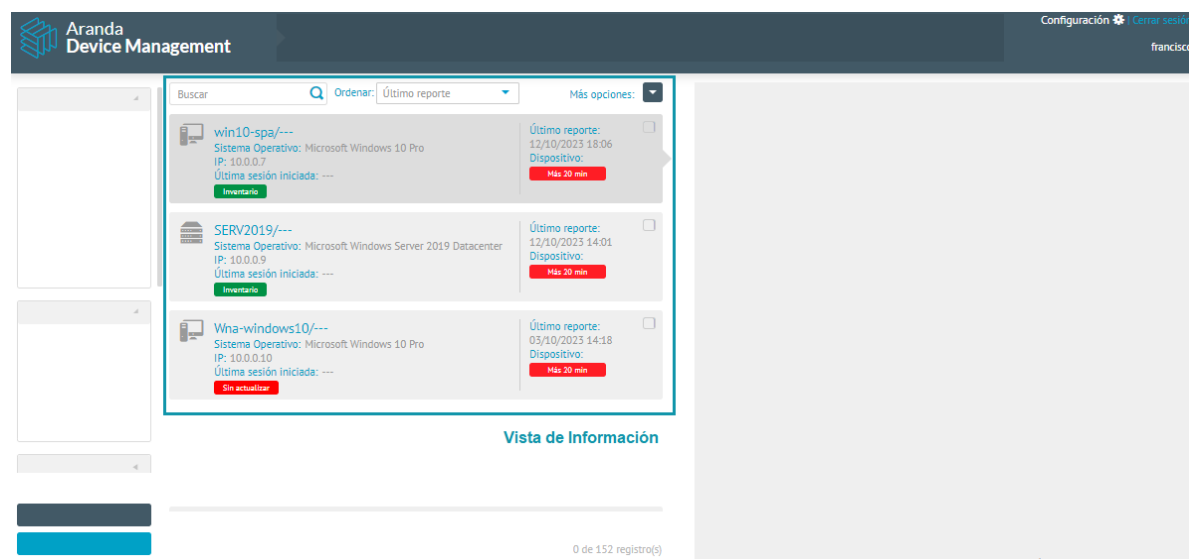 Aranda
Device Management
Configuración | Cerrar sesión
francisco
Buscar
Ordenar: Último reporte
Más opciones:
win10-spa/---
Sistema Operativo: Microsoft Windows 10 Pro
IP: 10.0.0.7
Última sesión iniciada: ---
Inventario
Último reporte:
12/10/2023 18:06
Dispositivo:
Más 20 min
SERV2019/---
Sistema Operativo: Microsoft Windows Server 2019 Datacenter
IP: 10.0.0.9
Última sesión iniciada: ---
Inventario
Último reporte:
12/10/2023 14:01
Dispositivo:
Más 20 min
Wna-windows10/---
Sistema Operativo: Microsoft Windows 10 Pro
IP: 10.0.0.10
Última sesión iniciada: ---
Sin actualizar
Último reporte:
03/10/2023 14:18
Dispositivo:
Más 20 min
Vista de Información
0 de 152 registro(s)